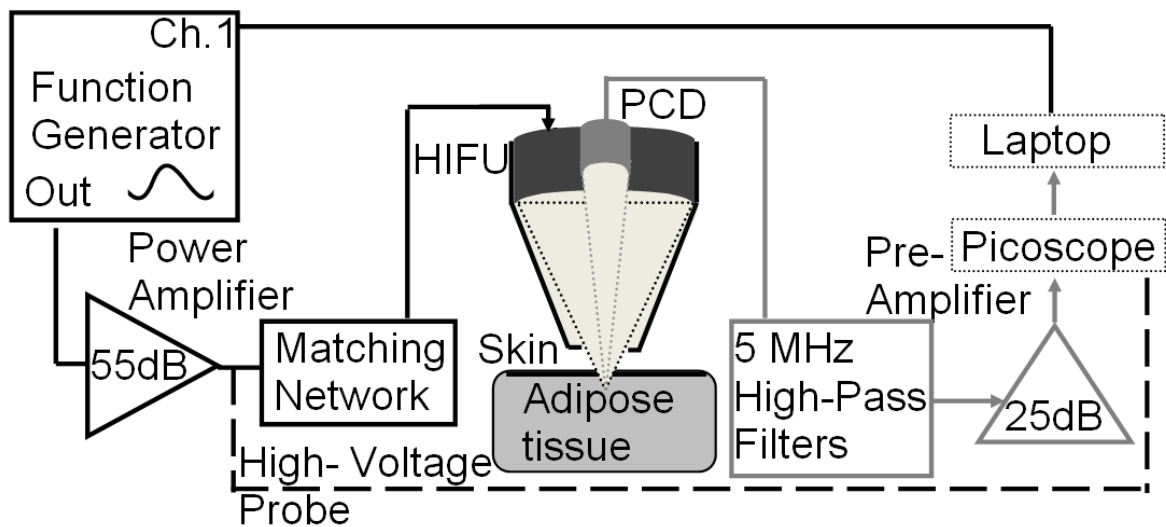 Ch.1
Function
Generator
Out
Power
Amplifier
55dB
Matching
Network
High- Voltage
Probe
HIFU
PCD
Skin
Adipose
tissue
5 MHz
High-Pass
Filters
Pre-
Amplifier
25dB
Picoscope
Laptop